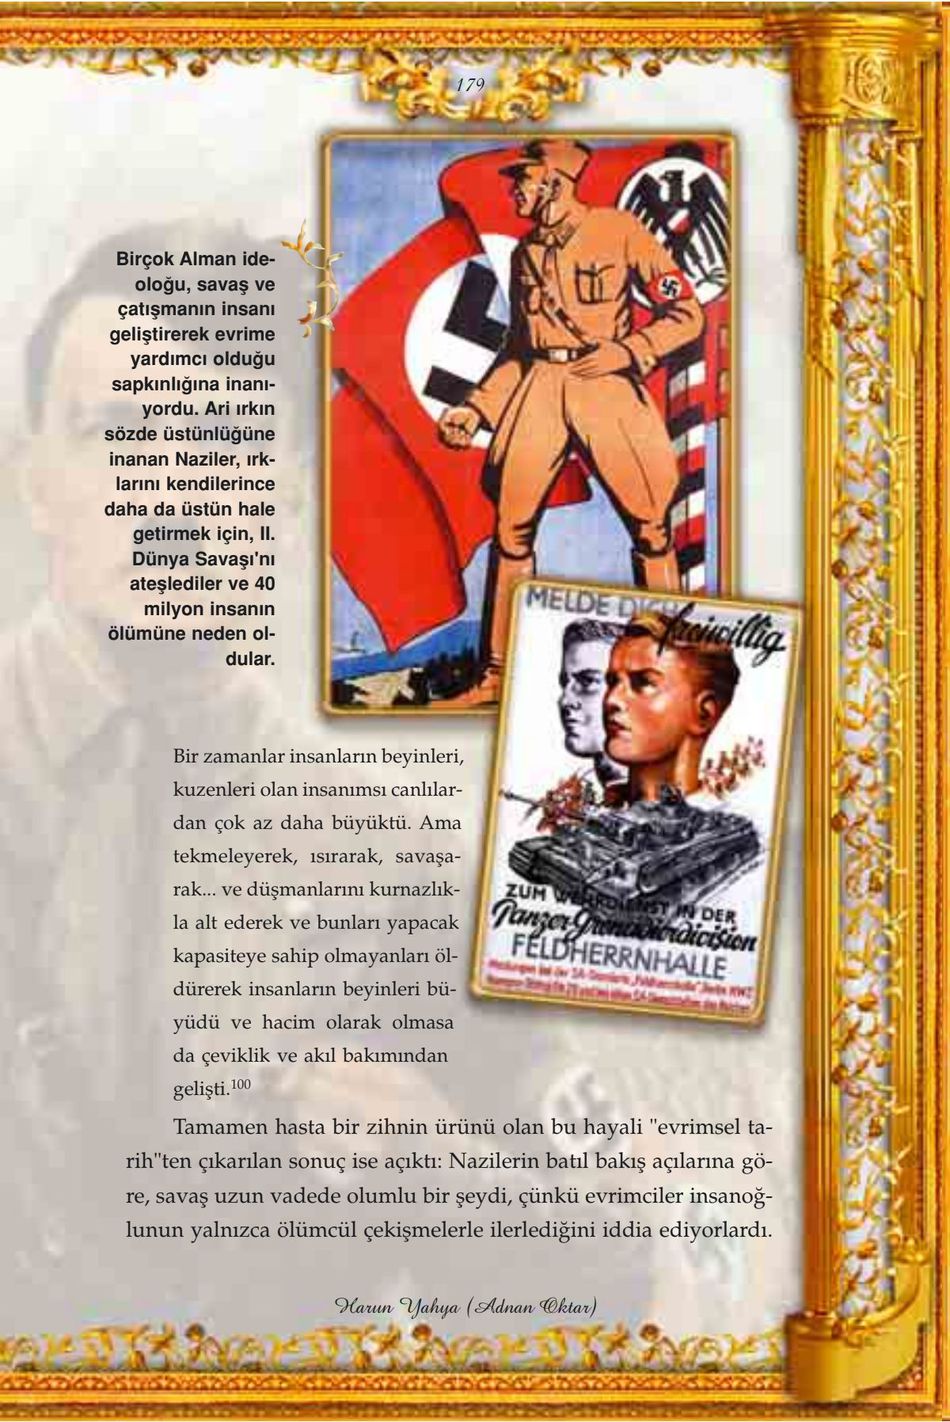 179
Birçok Alman ide-
oloğu, savaş ve
çatışmanın insanı
geliştirerek evrime
yardımcı olduğu
sapkınlığına inanı-
yordu. Ari ırkın
sözde üstünlüğüne
inanan Naziler, ırk-
larını kendilerince
daha da üstün hale
getirmek için, II.
Dünya Savaşı'nı
ateşlediler ve 40
milyon insanın
ölümüne neden ol-
dular.
MELDE DICH
freiwillig
ZUM WEHRDIENST IN DER
Panzer-Grenadierdivision
FELDHERRNHALLE
Bir zamanlar insanların beyinleri,
kuzenleri olan insanımsı canlılar-
dan çok az daha büyüktü. Ama
tekmeleyerek, ısırarak, savaşa-
rak... ve düşmanlarını kurnazlık-
la alt ederek ve bunları yapacak
kapasiteye sahip olmayanları öl-
dürerek insanların beyinleri bü-
yüdü ve hacim olarak olmasa
da çeviklik ve akıl bakımından
gelişti.100
Tamamen hasta bir zihnin ürünü olan bu hayali "evrimsel ta-
rih"ten çıkarılan sonuç ise açıktı: Nazilerin batıl bakış açılarına gö-
re, savaş uzun vadede olumlu bir şeydi, çünkü evrimciler insanoğ-
lunun yalnızca ölümcül çekişmelerle ilerlediğini iddia ediyorlardı.
Harun Yahya (Adnan Oktar)